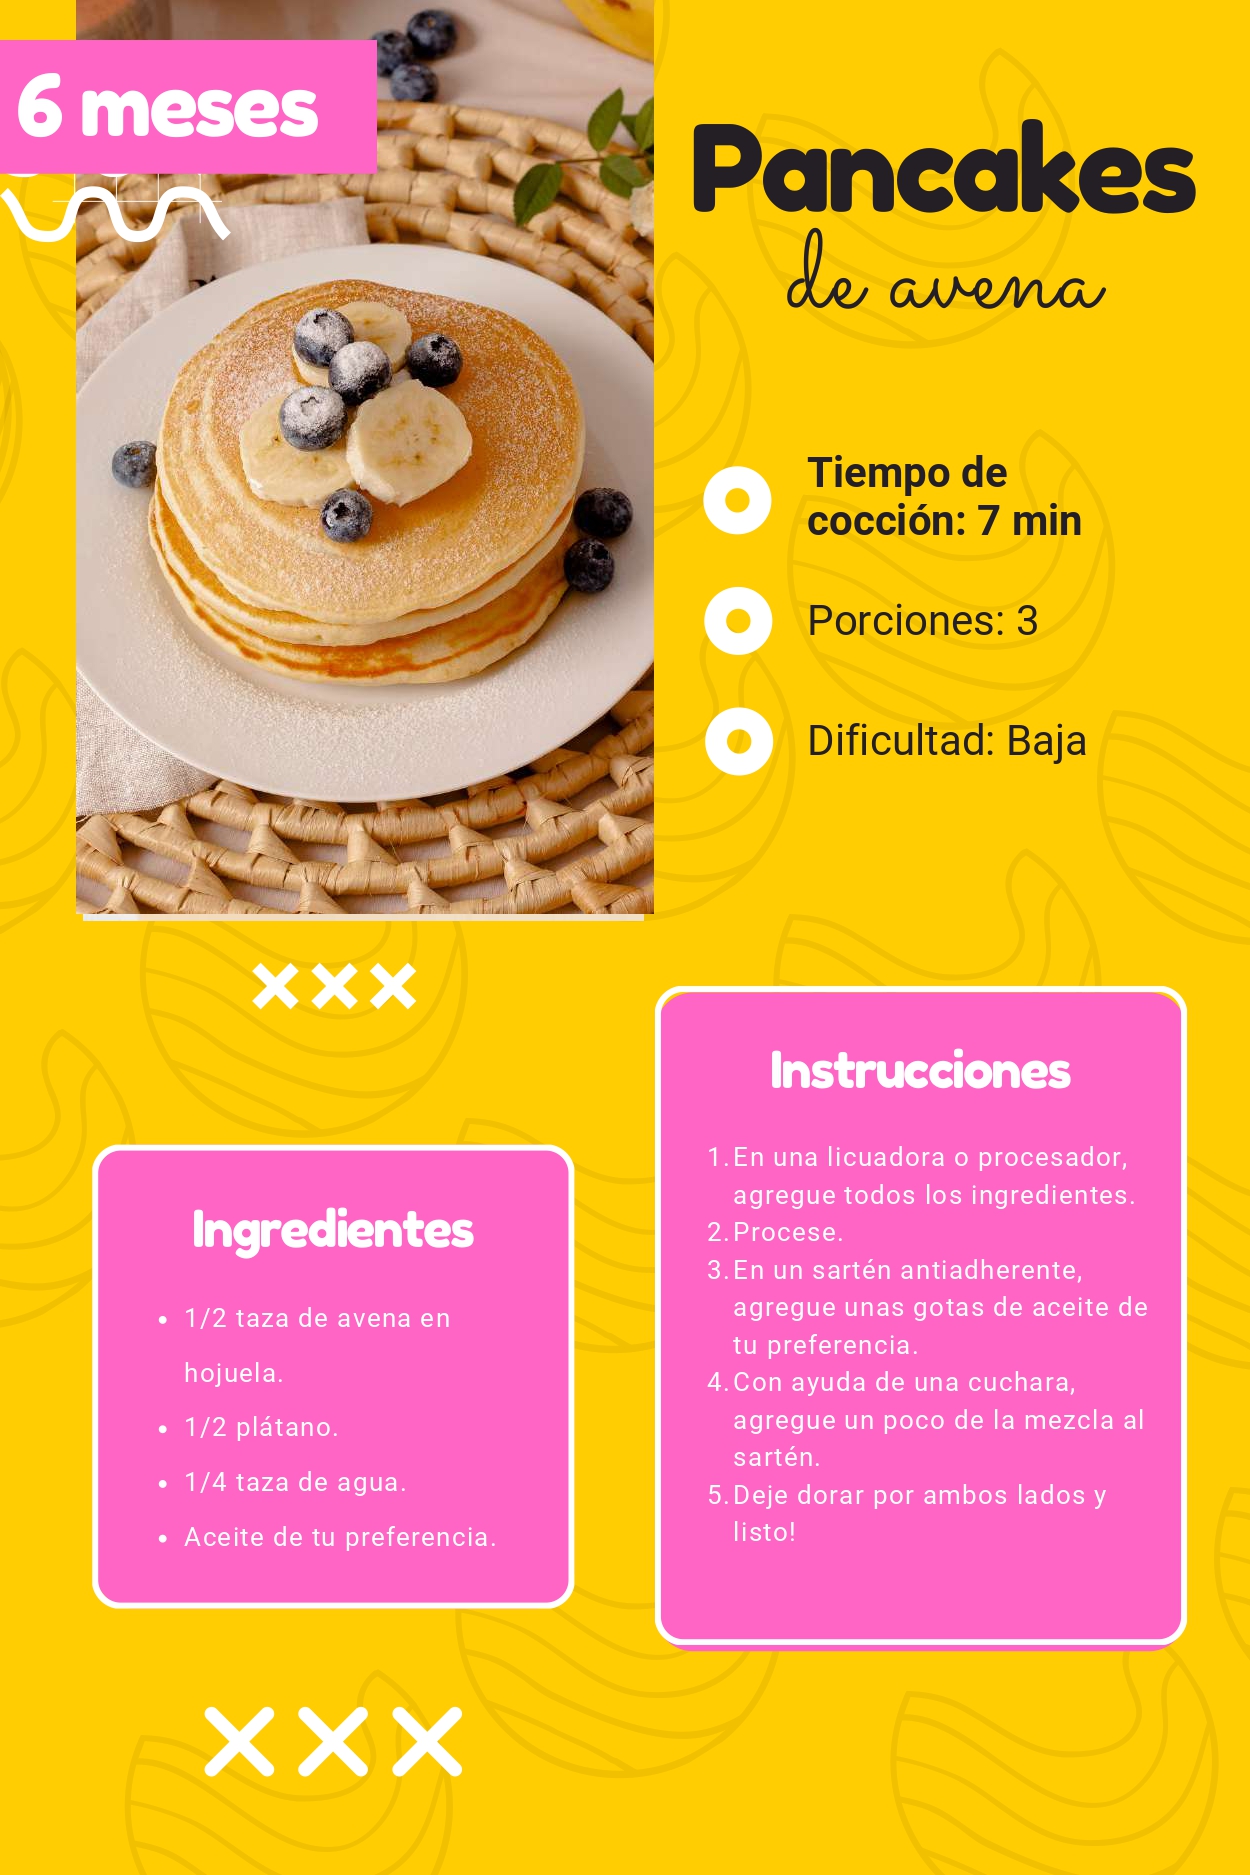 6 meses
Pancakes
de avena
Tiempo de
cocción: 7 min
Porciones: 3
Dificultad: Baja
Ingredientes
• 1/2 taza de avena en
hojuela.
• 1/2 plátano.
• 1/4 taza de agua.
• Aceite de tu preferencia.
Instrucciones
1. En una licuadora o procesador,
agregue todos los ingredientes.
2. Procese.
3. En un sartén antiadherente,
agregue unas gotas de aceite de
tu preferencia.
4. Con ayuda de una cuchara,
agregue un poco de la mezcla al
sartén.
5. Deje dorar por ambos lados y
listo!